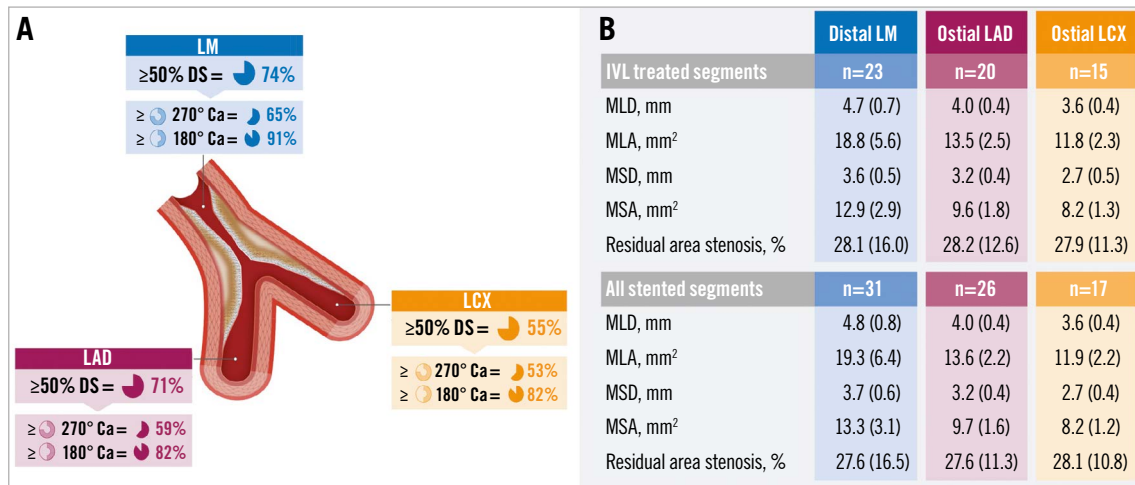 A
LM
≥50% DS = 74%
≥ 270° Ca = 65%
≥ 180° Ca = 91%
LCX
≥50% DS = 55%
≥ 270° Ca = 53%
≥ 180° Ca = 82%
LAD
≥50% DS = 71%
≥ 270° Ca = 59%
≥ 180° Ca = 82%
B
Distal LM Ostial LAD Ostial LCX
IVL treated segments n=23 n=20 n=15
MLD, mm 4.7 (0.7) 4.0 (0.4) 3.6 (0.4)
MLA, mm² 18.8 (5.6) 13.5 (2.5) 11.8 (2.3)
MSD, mm 3.6 (0.5) 3.2 (0.4) 2.7 (0.5)
MSA, mm² 12.9 (2.9) 9.6 (1.8) 8.2 (1.3)
Residual area stenosis, % 28.1 (16.0) 28.2 (12.6) 27.9 (11.3)
All stented segments n=31 n=26 n=17
MLD, mm 4.8 (0.8) 4.0 (0.4) 3.6 (0.4)
MLA, mm² 19.3 (6.4) 13.6 (2.2) 11.9 (2.2)
MSD, mm 3.7 (0.6) 3.2 (0.4) 2.7 (0.4)
MSA, mm² 13.3 (3.1) 9.7 (1.6) 8.2 (1.2)
Residual area stenosis, % 27.6 (16.5) 27.6 (11.3) 28.1 (10.8)